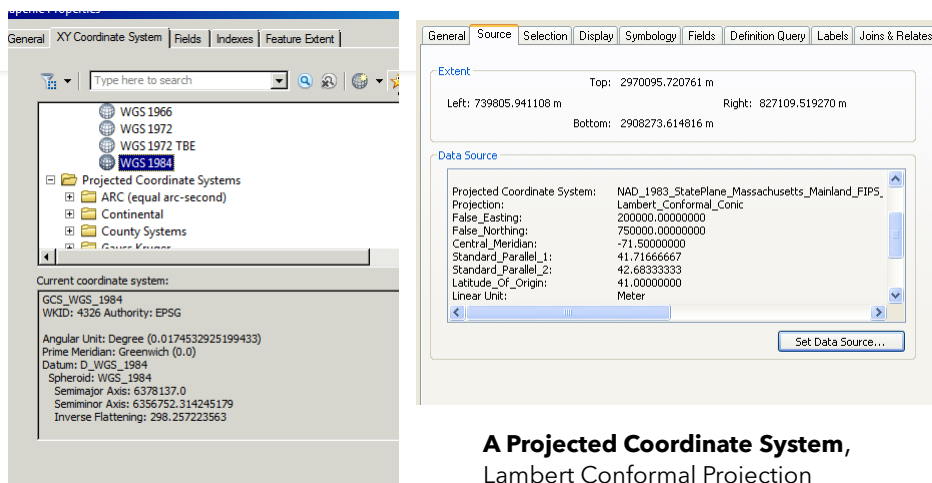 General XY Coordinate System Fields Indexes Feature Extent
Type here to search
WGS 1966
WGS 1972
WGS 1972 TBE
WGS 1984
Projected Coordinate Systems
ARC (equal arc-second)
Continental
County Systems
Gauss Kruger
Current coordinate system:
GCS_WGS_1984
WKID: 4326 Authority: EPSG
Angular Unit: Degree (0.0174532925199433)
Prime Meridian: Greenwich (0.0)
Datum: D_WGS_1984
Spheroid: WGS_1984
Semimajor Axis: 6378137.0
Semiminor Axis: 6356752.314245179
Inverse Flattening: 298.257223563
General Source Selection Display Symbology Fields Definition Query Labels Joins & Relates
Extent
Top: 2970095.720761 m
Left: 739805.941108 m Right: 827109.519270 m
Bottom: 2908273.614816 m
Data Source
Projected Coordinate System: NAD_1983_StatePlane_Massachusetts_Mainland_FIPS_
Projection: Lambert_Conformal_Conic
False_Easting: 200000.00000000
False_Northing: 750000.00000000
Central_Meridian: -71.50000000
Standard_Parallel_1: 41.71666667
Standard_Parallel_2: 42.68333333
Latitude_Of_Origin: 41.00000000
Linear Unit: Meter
Set Data Source...
A Projected Coordinate System,
Lambert Conformal Projection